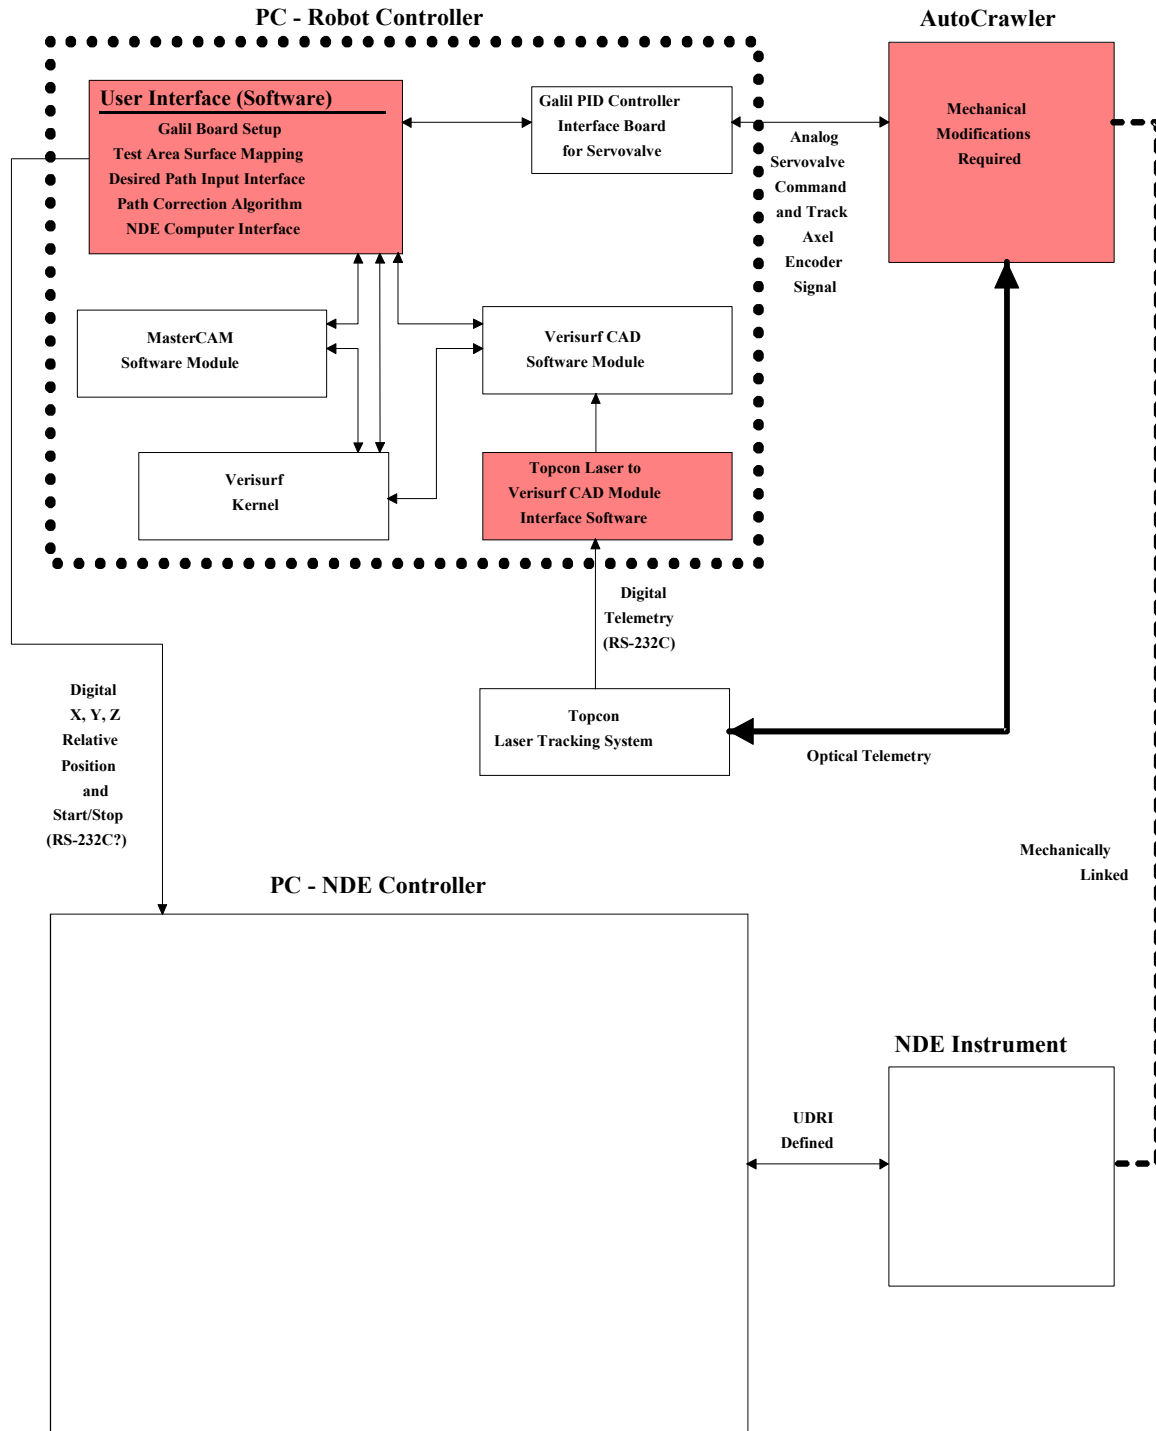 PC - Robot Controller
AutoCrawler
User Interface (Software)
Galil Board Setup
Test Area Surface Mapping
Desired Path Input Interface
Path Correction Algorithm
NDE Computer Interface
Galil PID Controller
Interface Board
for Servovalve
Analog
Servovalve
Command
and Track
Axel
Encoder
Signal
Mechanical
Modifications
Required
MasterCAM
Software Module
Verisurf CAD
Software Module
Verisurf
Kernel
Topcon Laser to
Verisurf CAD Module
Interface Software
Digital
Telemetry
(RS-232C)
Topcon
Laser Tracking System
Optical Telemetry
Digital
X, Y, Z
Relative
Position
and
Start/Stop
(RS-232C?)
Mechanically
Linked
PC - NDE Controller
NDE Instrument
UDRI
Defined